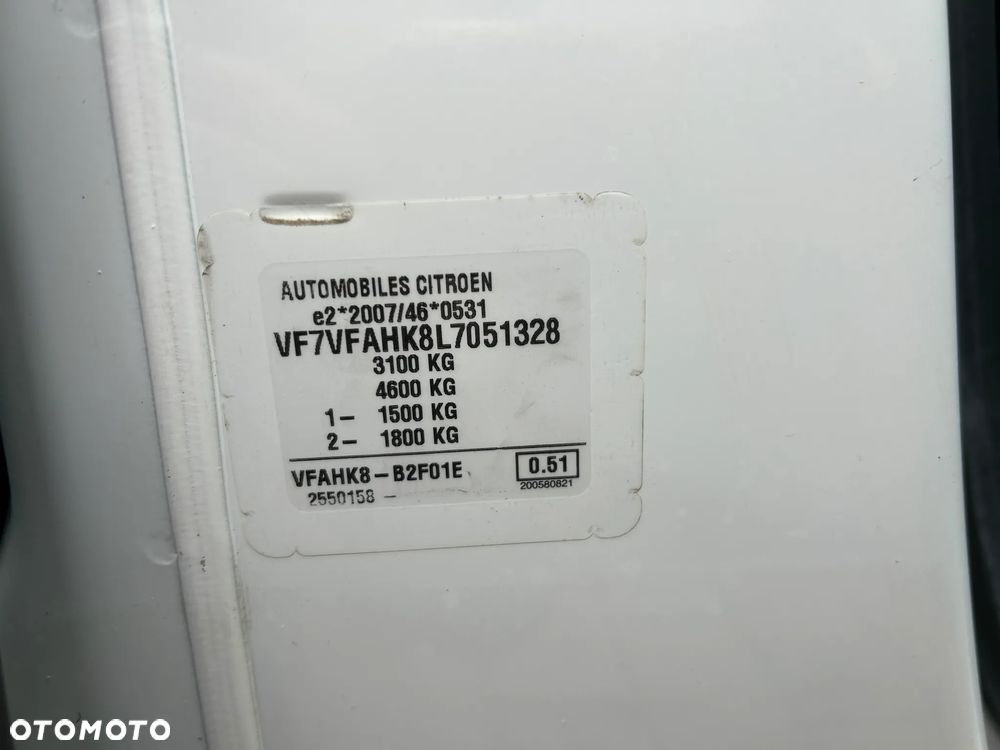 AUTOMOBILES CITROEN
e2*2007/46*0531
VF7VFAHK8L7051328
3100 KG
4600 KG
1- 1500 KG
2- 1800 KG
VFAHK8-B2F01E 0.51
2550158 - 200580821
OTOMOTO